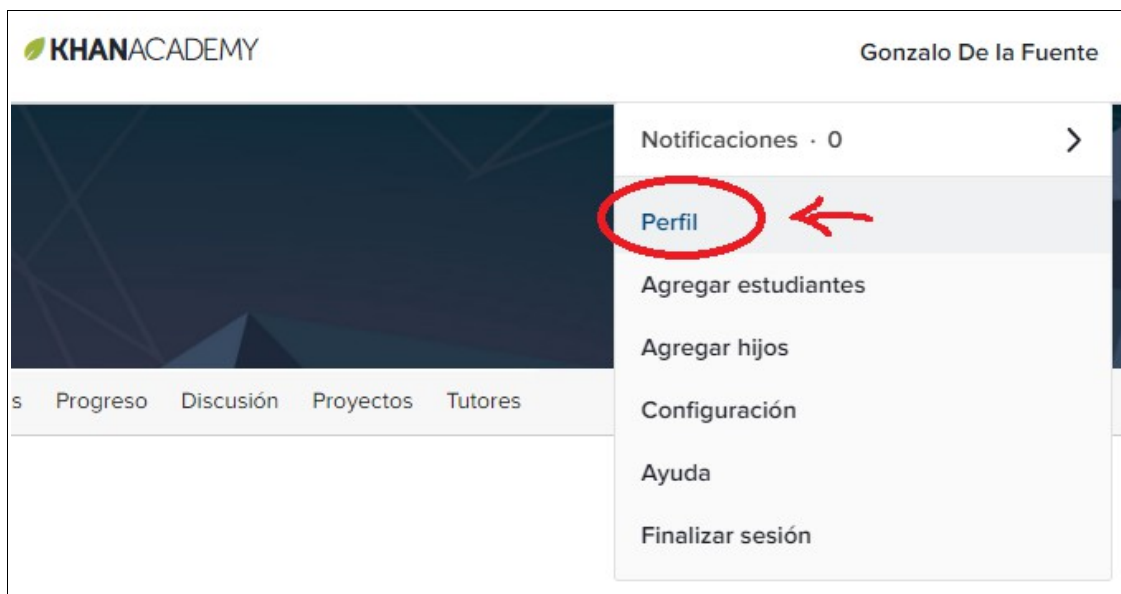 KHANACADEMY
Gonzalo De la Fuente
Notificaciones · 0
Perfil
Agregar estudiantes
Agregar hijos
s Progreso Discusión Proyectos Tutores
Configuración
Ayuda
Finalizar sesión